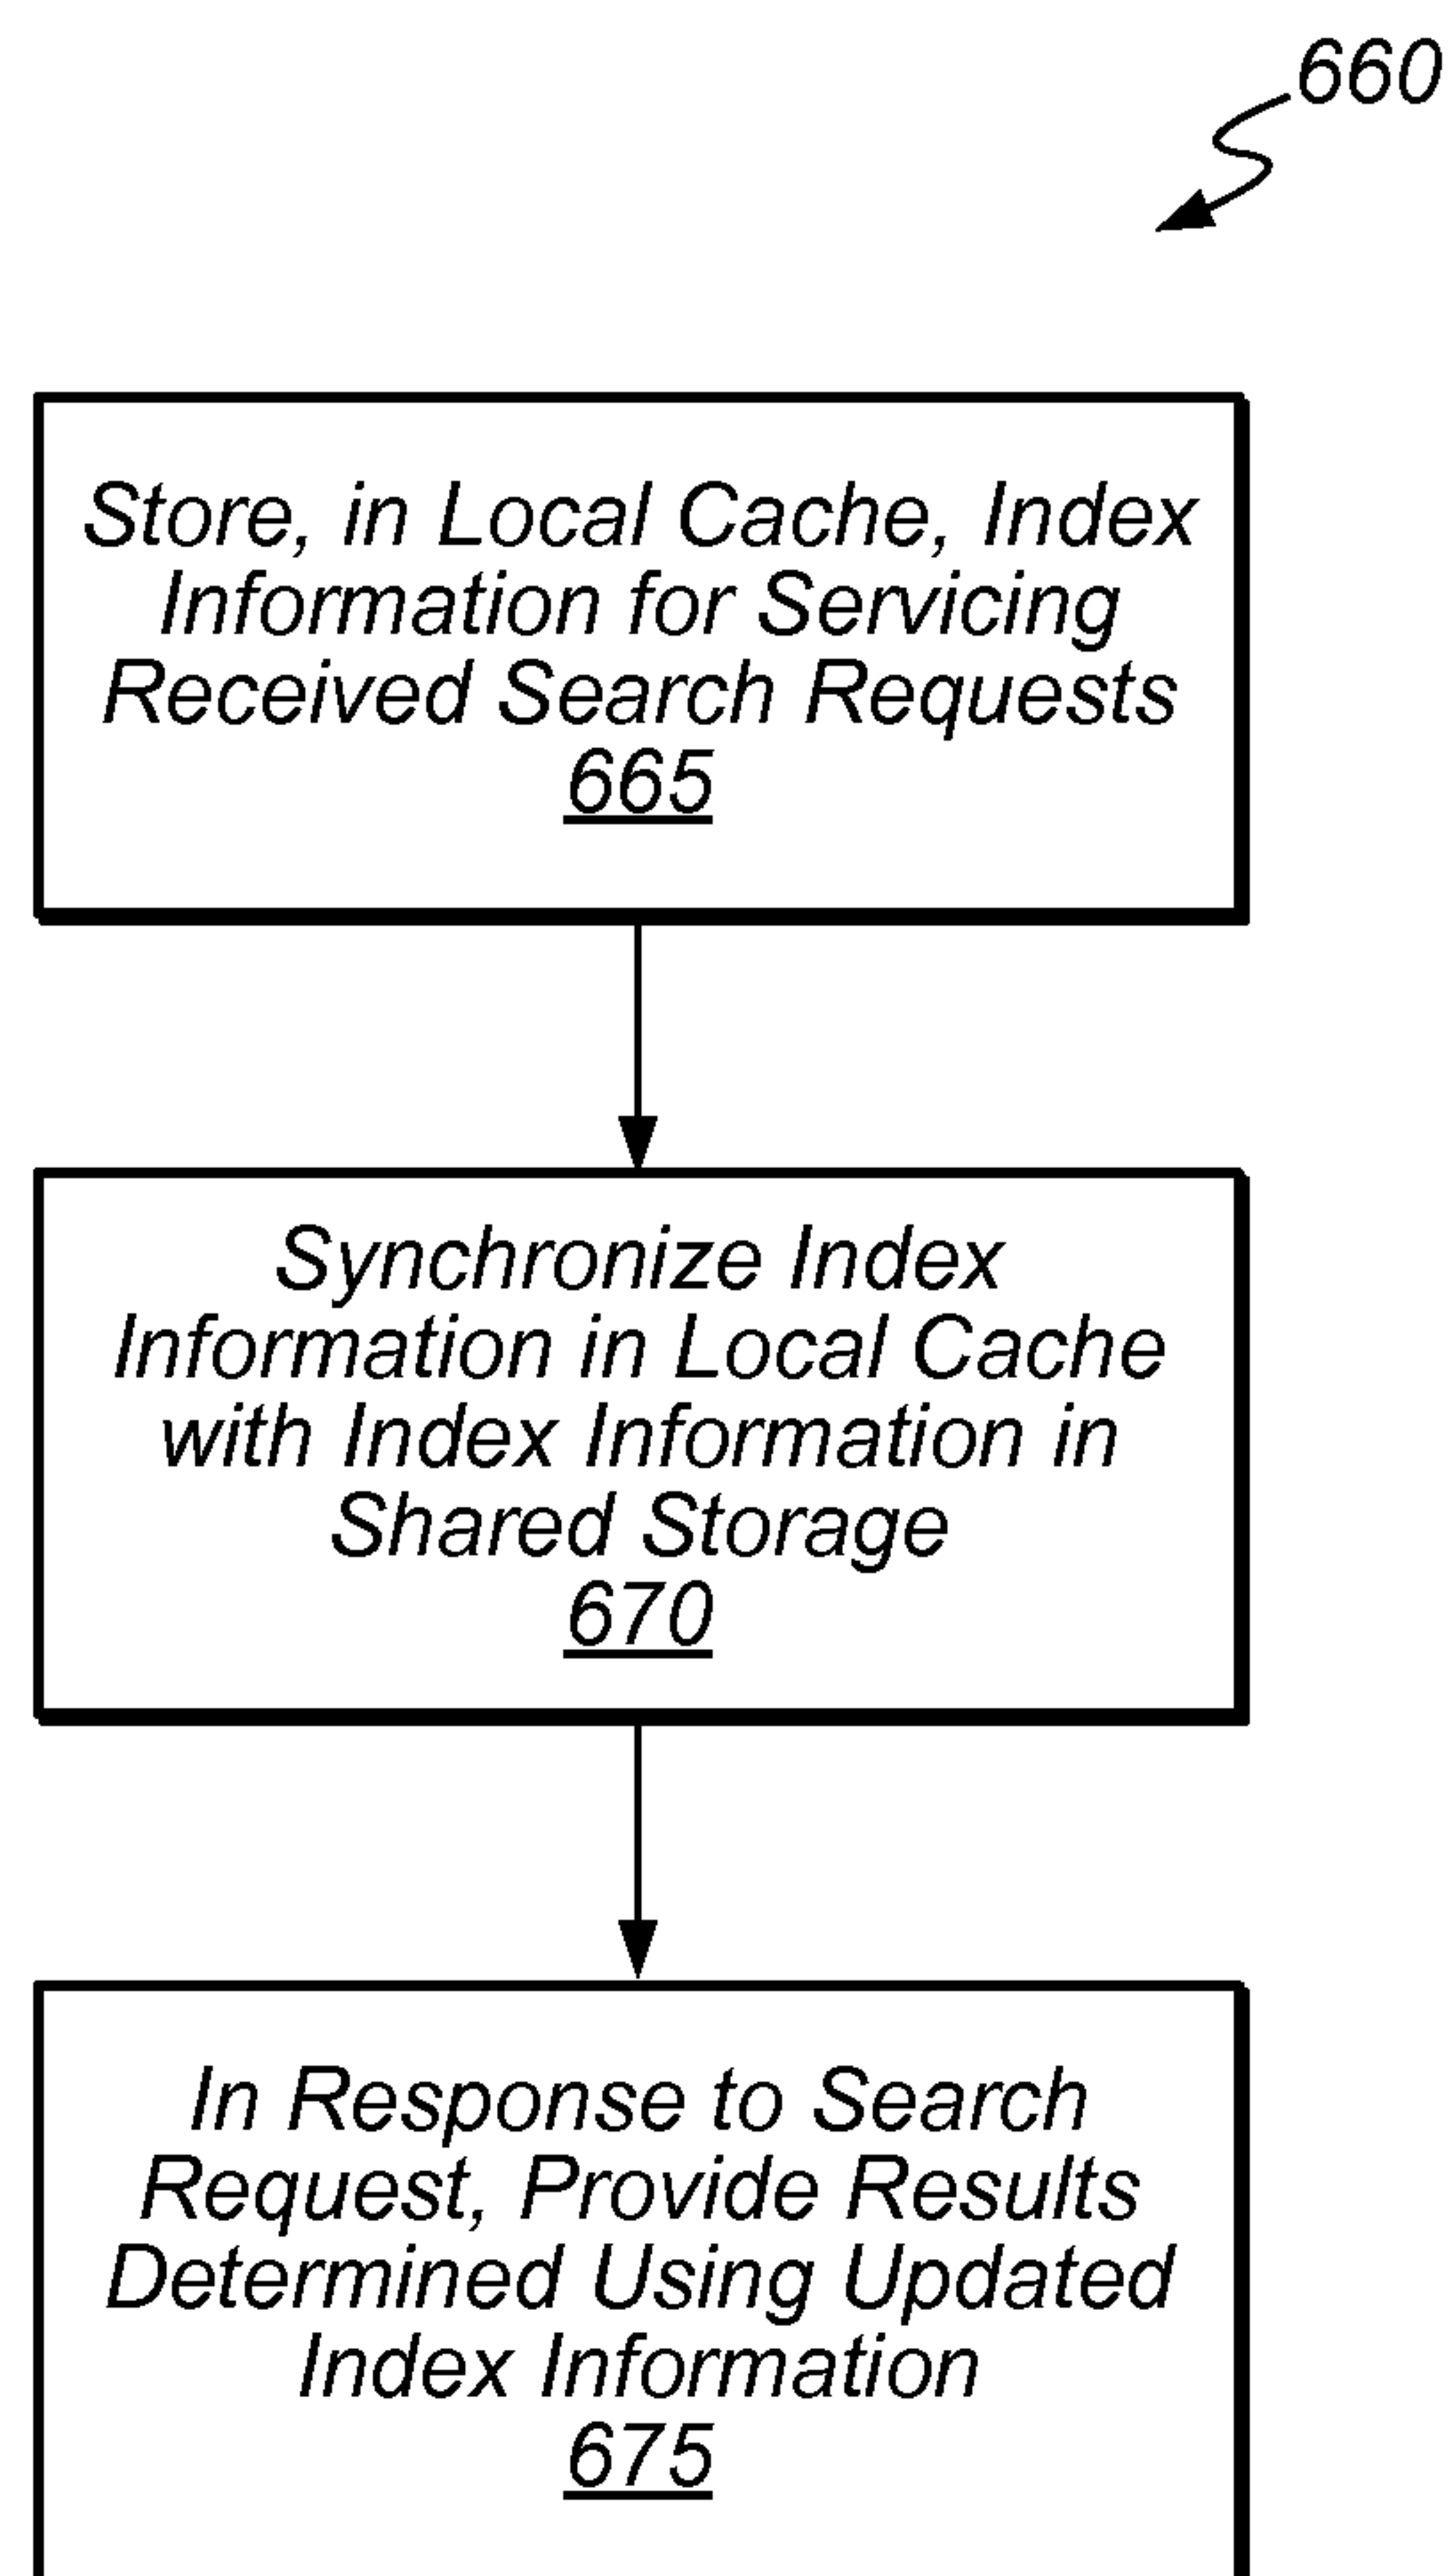 660
Store, in Local Cache, Index
Information for Servicing
Received Search Requests
665
Synchronize Index
Information in Local Cache
with Index Information in
Shared Storage
670
In Response to Search
Request, Provide Results
Determined Using Updated
Index Information
675